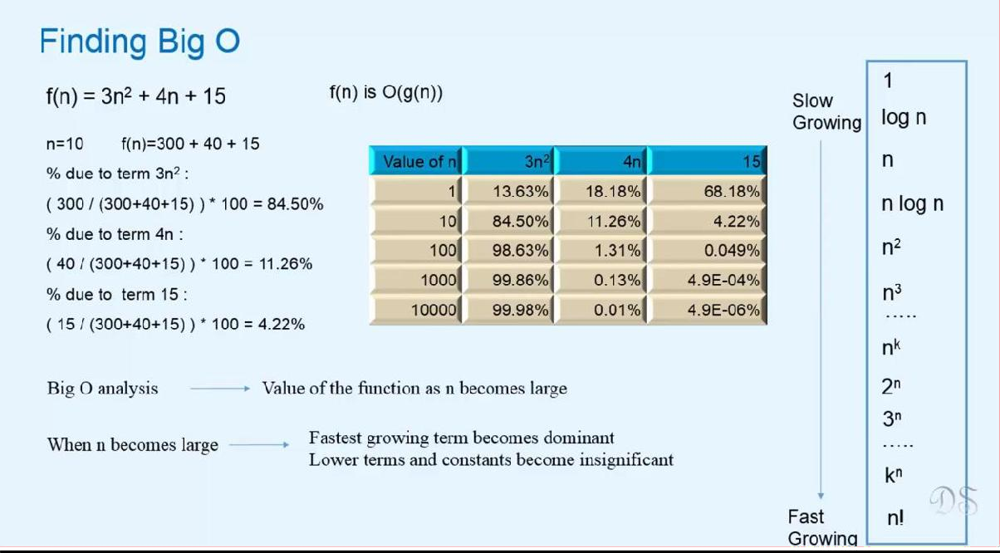 Finding Big O
f(n) = 3n² + 4n + 15
f(n) is O(g(n))
n=10 f(n)=300 + 40 + 15
% due to term 3n² :
( 300 / (300+40+15) ) * 100 = 84.50%
% due to term 4n :
( 40 / (300+40+15) ) * 100 = 11.26%
% due to term 15 :
( 15 / (300+40+15) ) * 100 = 4.22%
Value of n 3n² 4n 15
1 13.63% 18.18% 68.18%
10 84.50% 11.26% 4.22%
100 98.63% 1.31% 0.049%
1000 99.86% 0.13% 4.9E-04%
10000 99.98% 0.01% 4.9E-06%
Big O analysis Value of the function as n becomes large
When n becomes large
Fastest growing term becomes dominant
Lower terms and constants become insignificant
Slow
Growing
Fast
Growing
1
log n
n
n log n
n²
n³
.....
nᵏ
2ⁿ
3ⁿ
.....
kⁿ
n!
DS